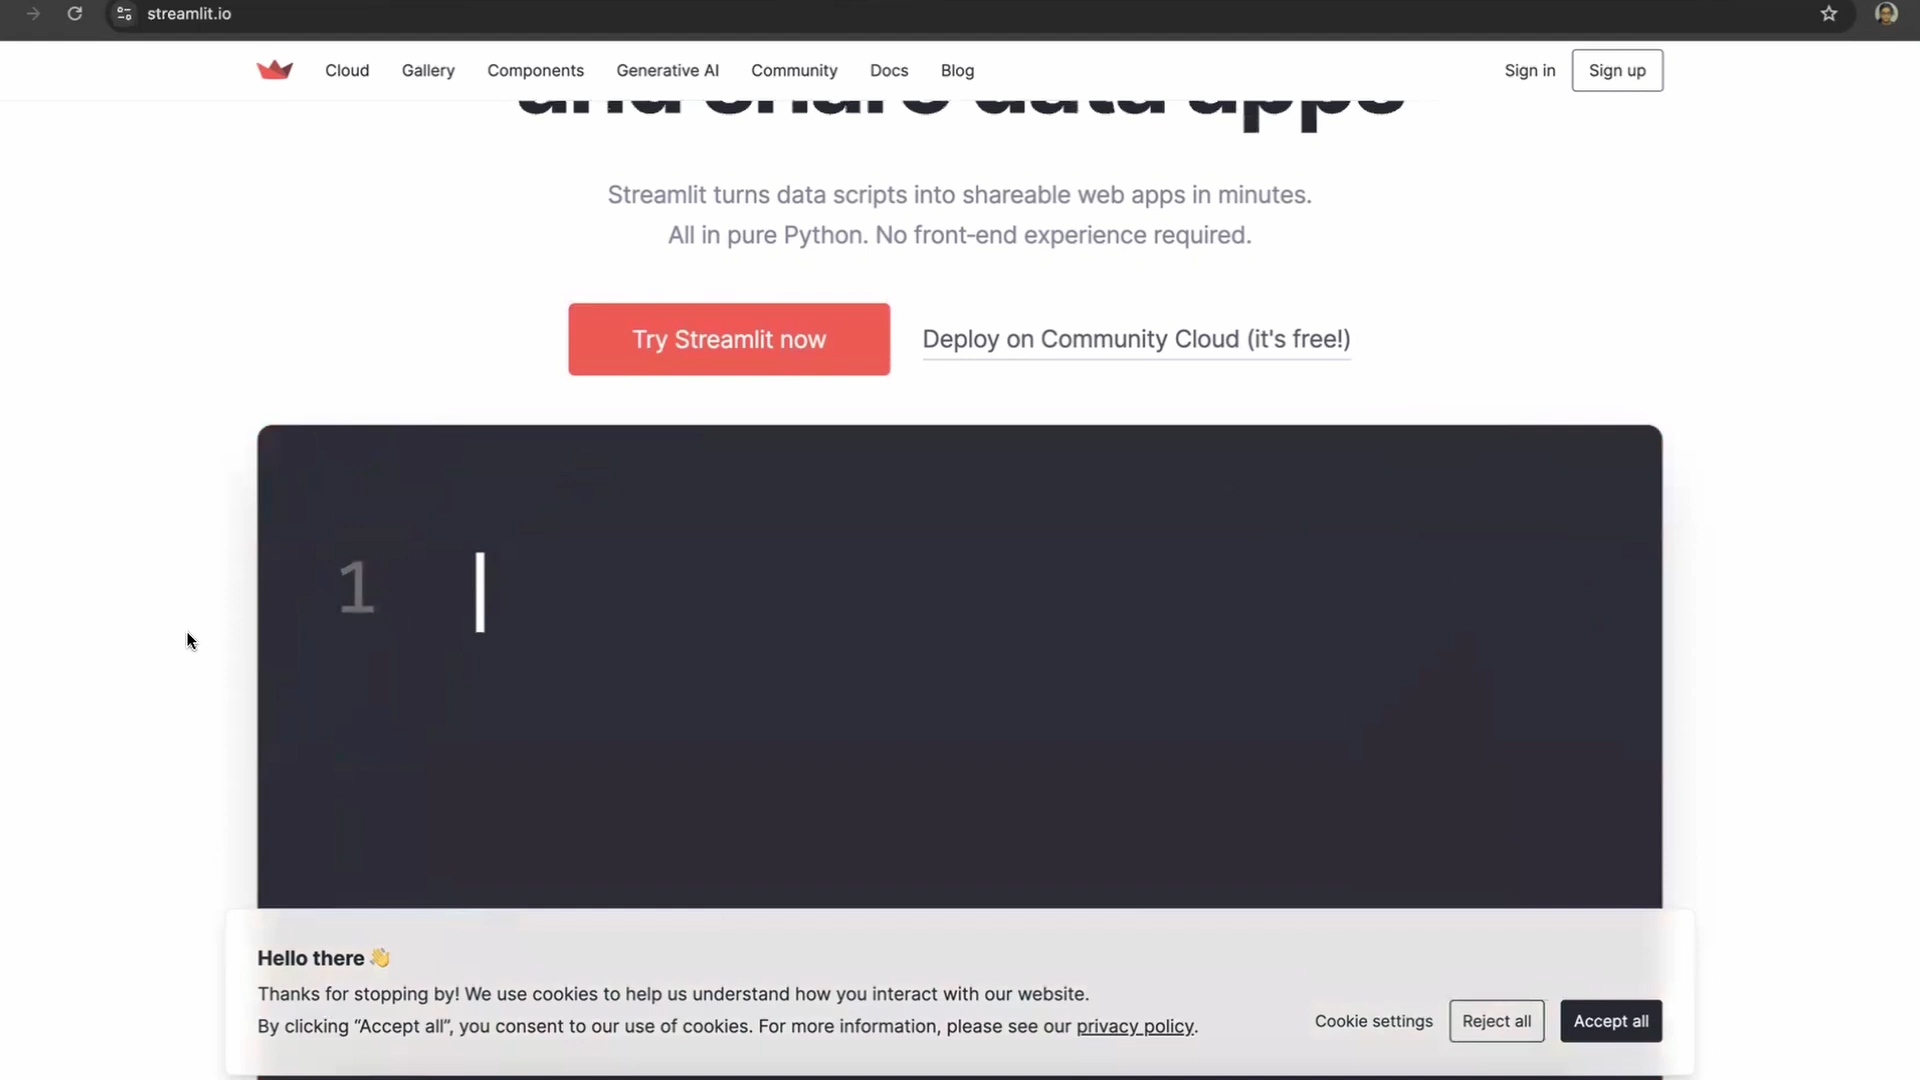 streamlit.io
Cloud
Gallery
Components
Generative AI
Community
Docs
Blog
Sign in
Sign up
and share data apps
Streamlit turns data scripts into shareable web apps in minutes.
All in pure Python. No front-end experience required.
Try Streamlit now
Deploy on Community Cloud (it's free!)
1
Hello there 👋
Thanks for stopping by! We use cookies to help us understand how you interact with our website.
By clicking “Accept all”, you consent to our use of cookies. For more information, please see our privacy policy.
Cookie settings
Reject all
Accept all